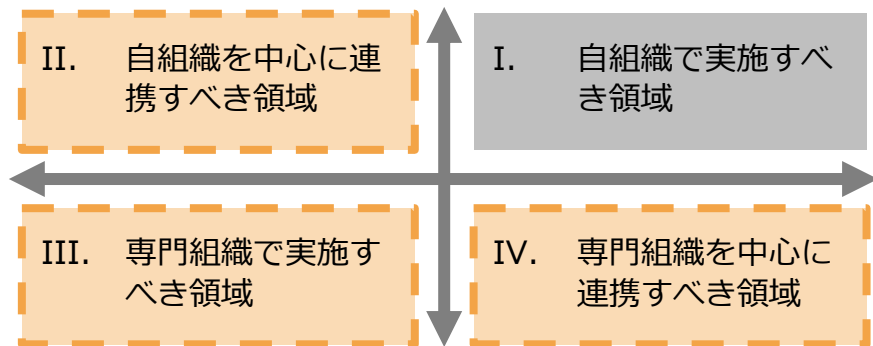 II. 自組織を中心に連
携すべき領域
I. 自組織で実施すべ
き領域
III. 専門組織で実施す
べき領域
IV. 専門組織を中心に
連携すべき領域